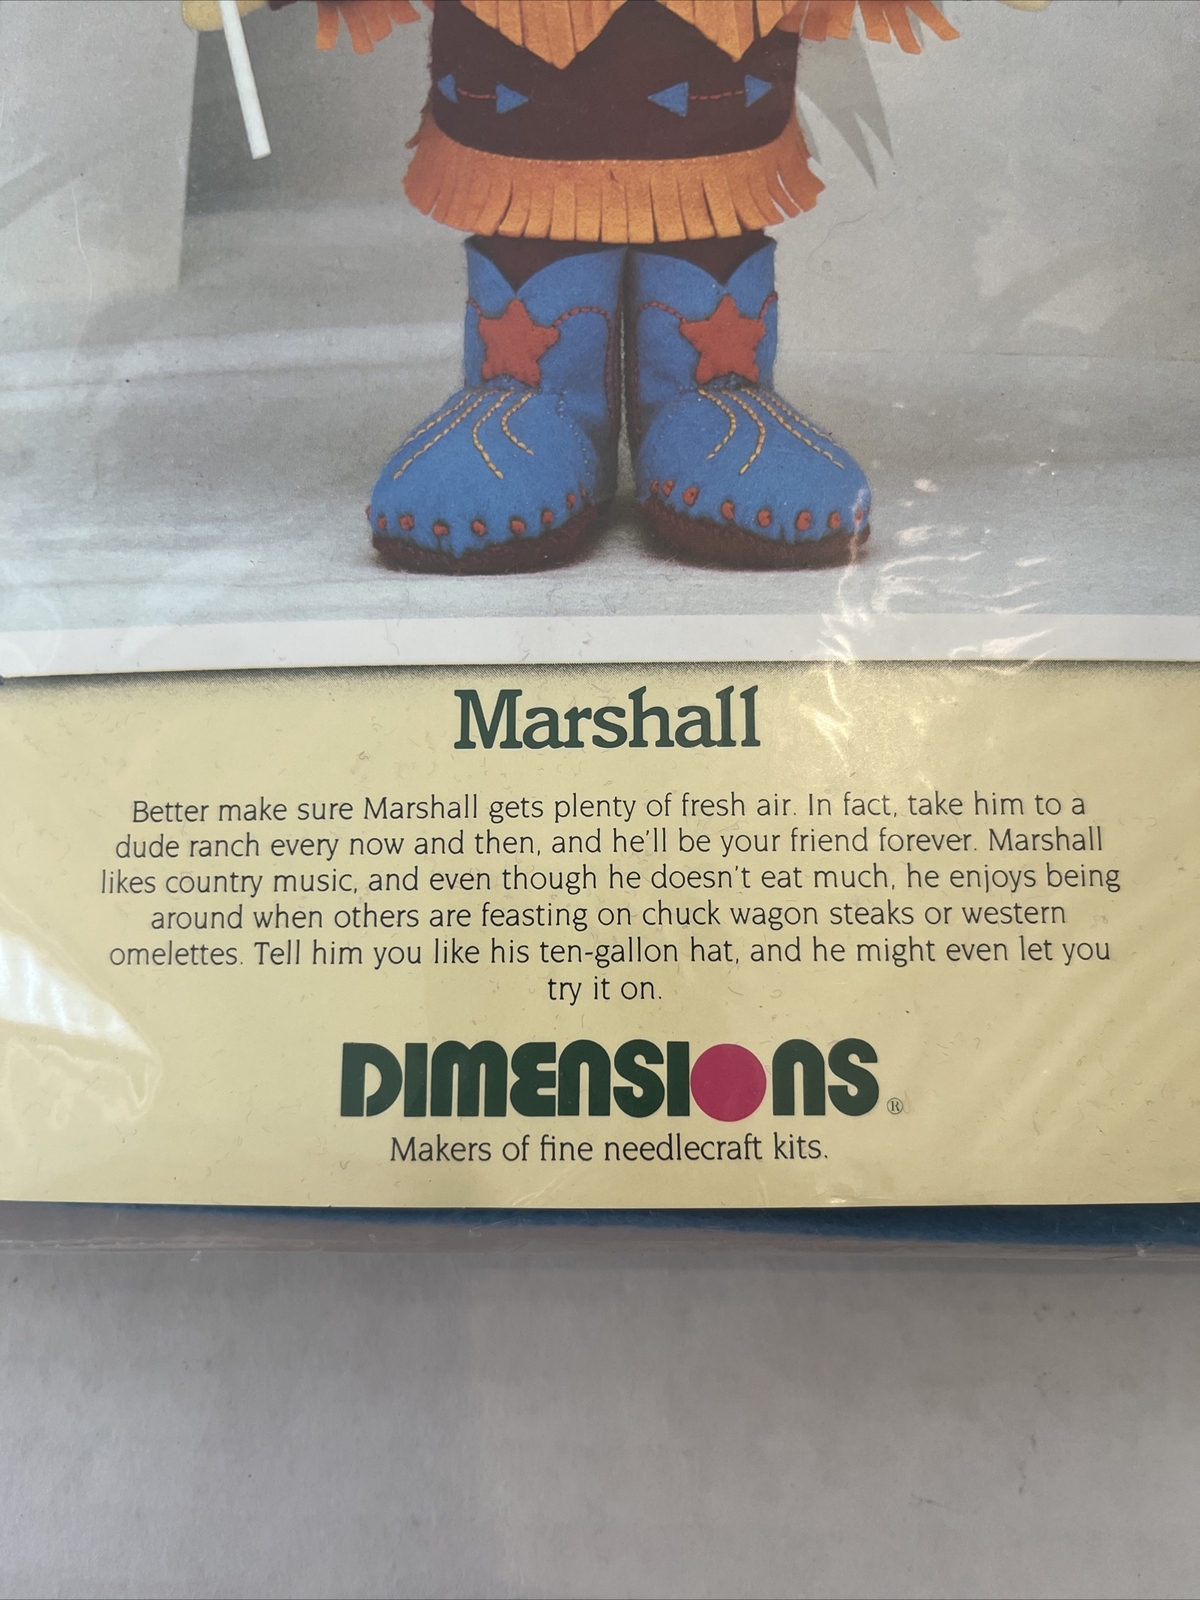 Marshall
Better make sure Marshall gets plenty of fresh air. In fact, take him to a
dude ranch every now and then, and he'll be your friend forever. Marshall
likes country music, and even though he doesn't eat much, he enjoys being
around when others are feasting on chuck wagon steaks or western
omelettes. Tell him you like his ten-gallon hat, and he might even let you
try it on.
DIMENSIONS®
Makers of fine needlecraft kits.